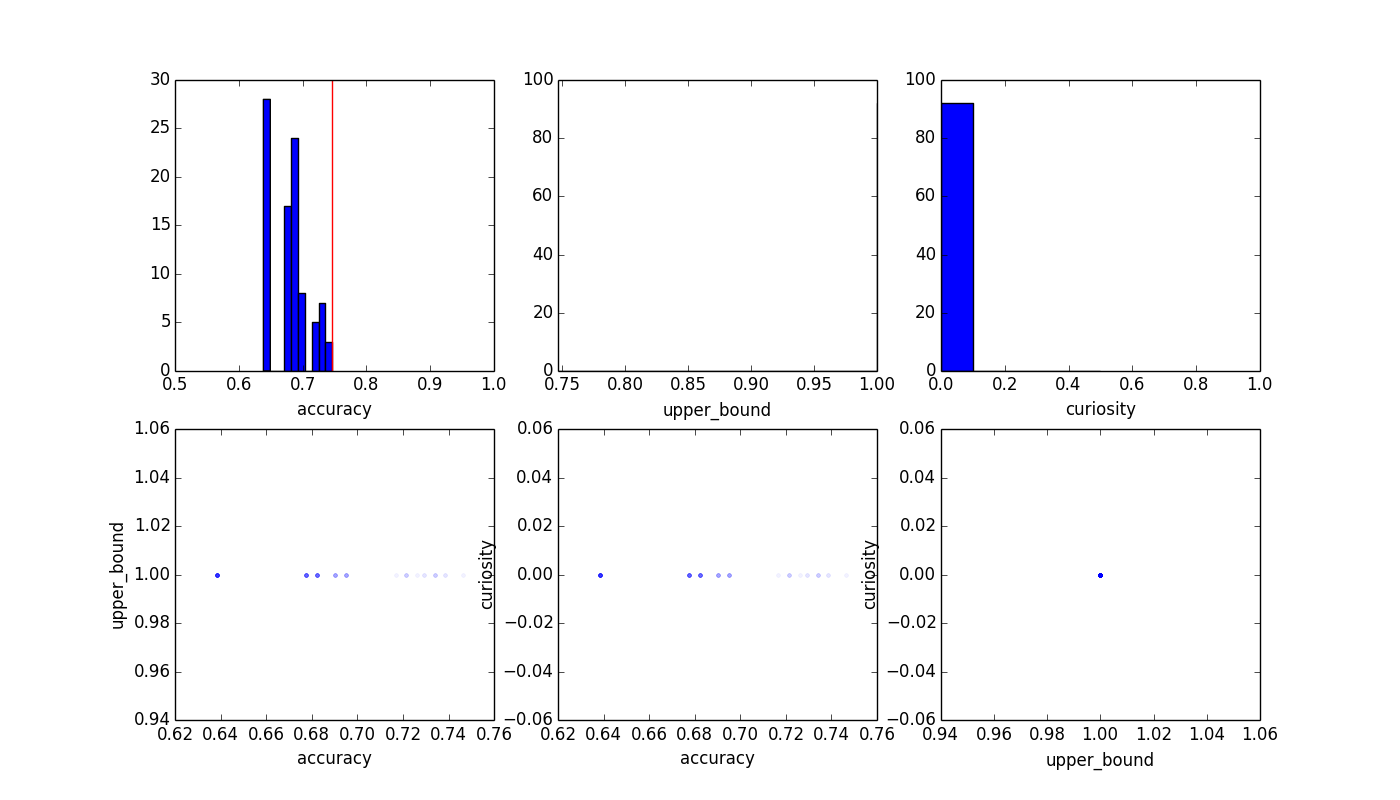 30
25
20
15
10
5
0
0.5 0.6 0.7 0.8 0.9 1.0
accuracy
100
80
60
40
20
0
0.75 0.80 0.85 0.90 0.95 1.00
upper_bound
100
80
60
40
20
0
0.0 0.2 0.4 0.6 0.8 1.0
curiosity
1.06
1.04
1.02
1.00
0.98
0.96
0.94
upper_bound
0.62 0.64 0.66 0.68 0.70 0.72 0.74 0.76
accuracy
0.06
0.04
0.02
0.00
−0.02
−0.04
−0.06
curiosity
0.62 0.64 0.66 0.68 0.70 0.72 0.74 0.76
accuracy
0.06
0.04
0.02
0.00
−0.02
−0.04
−0.06
curiosity
0.94 0.96 0.98 1.00 1.02 1.04 1.06
upper_bound